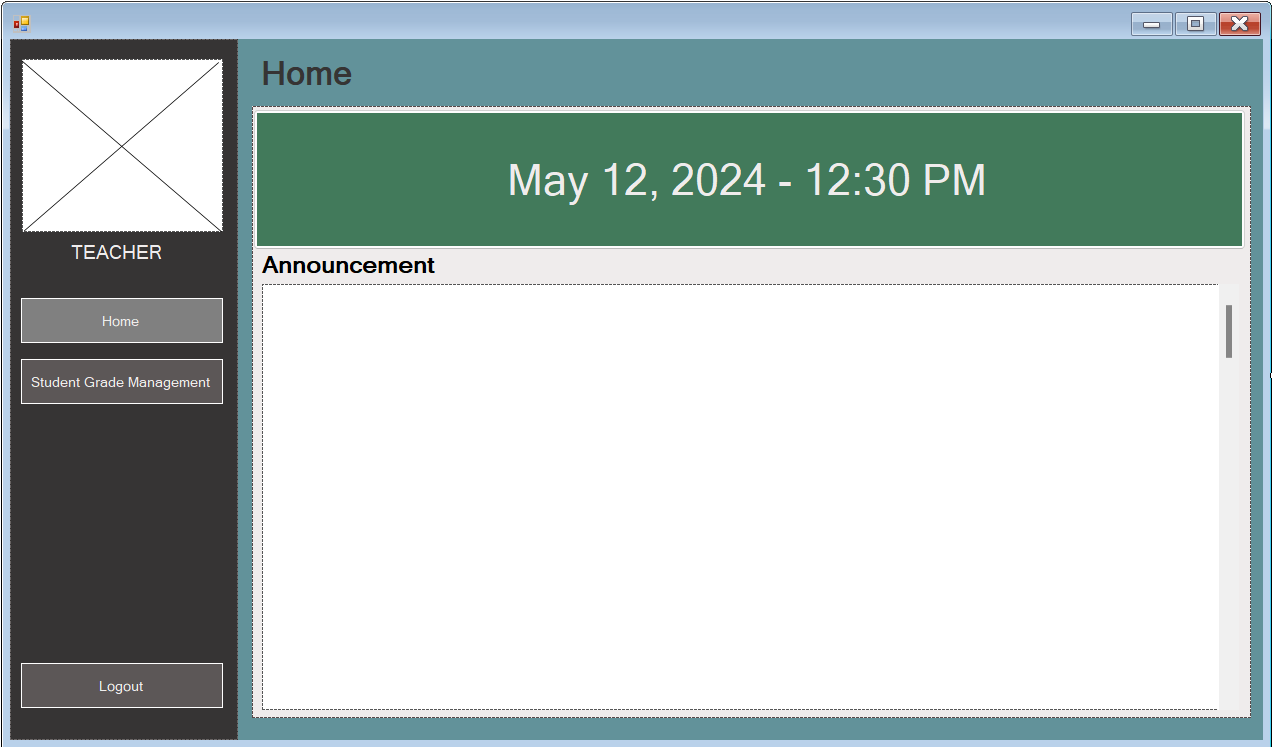 Home
May 12, 2024 - 12:30 PM
TEACHER
Announcement
Home
Student Grade Management
Logout